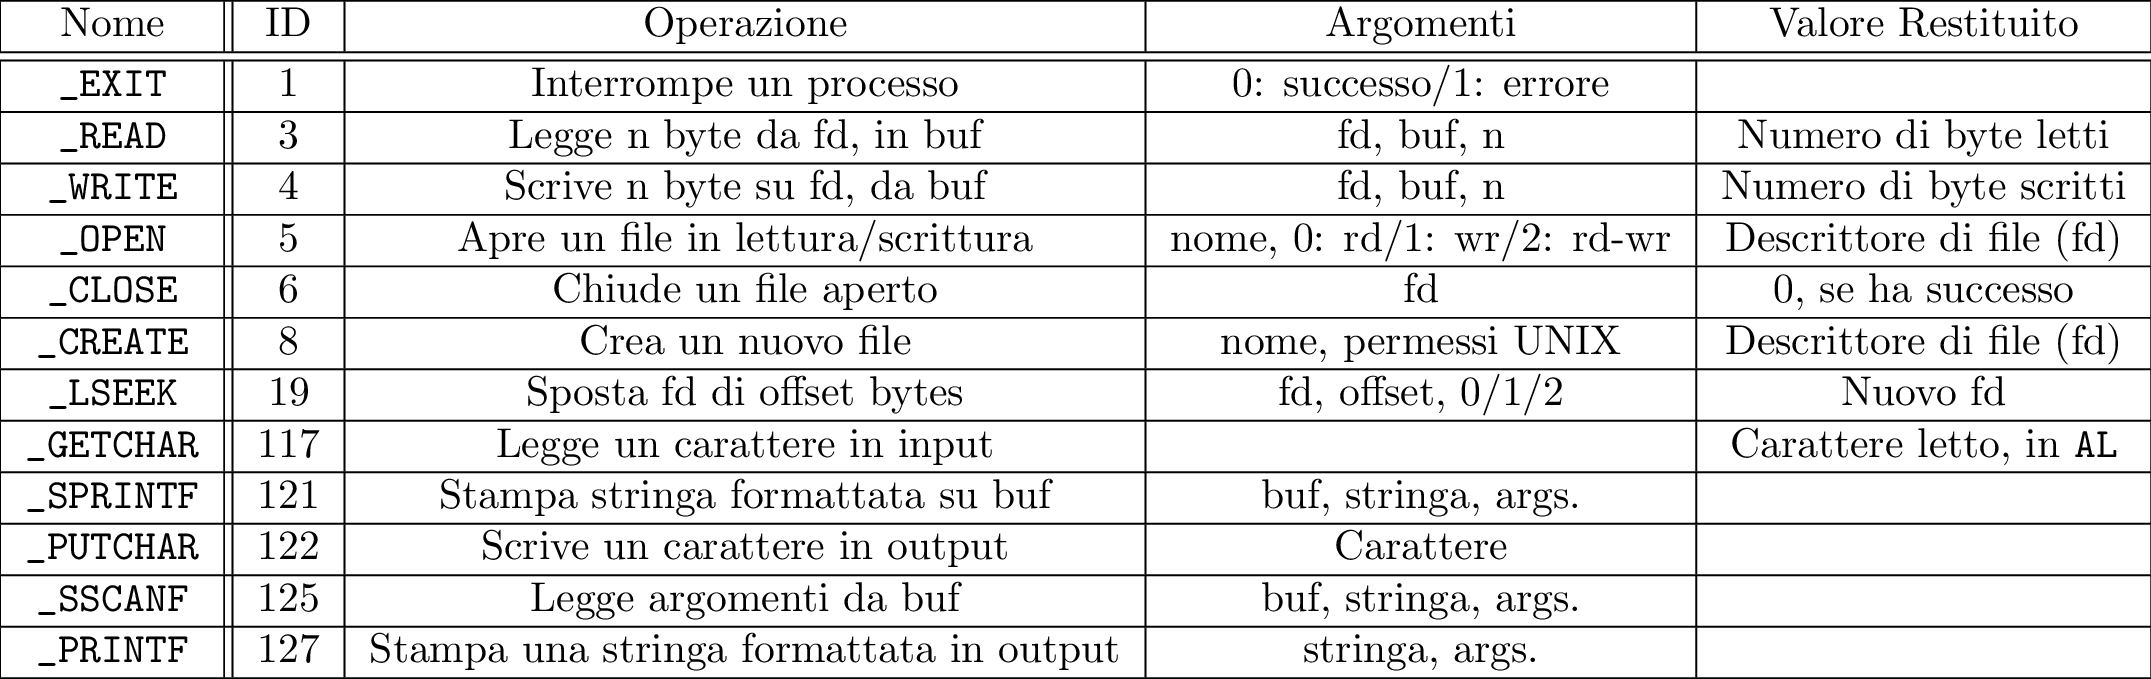 Nome ID Operazione Argomenti Valore Restituito
_EXIT 1 Interrompe un processo 0: successo/1: errore
_READ 3 Legge n byte da fd, in buf fd, buf, n Numero di byte letti
_WRITE 4 Scrive n byte su fd, da buf fd, buf, n Numero di byte scritti
_OPEN 5 Apre un file in lettura/scrittura nome, 0: rd/1: wr/2: rd-wr Descrittore di file (fd)
_CLOSE 6 Chiude un file aperto fd 0, se ha successo
_CREATE 8 Crea un nuovo file nome, permessi UNIX Descrittore di file (fd)
_LSEEK 19 Sposta fd di offset bytes fd, offset, 0/1/2 Nuovo fd
_GETCHAR 117 Legge un carattere in input Carattere letto, in AL
_SPRINTF 121 Stampa stringa formattata su buf buf, stringa, args.
_PUTCHAR 122 Scrive un carattere in output Carattere
_SSCANF 125 Legge argomenti da buf buf, stringa, args.
_PRINTF 127 Stampa una stringa formattata in output stringa, args.